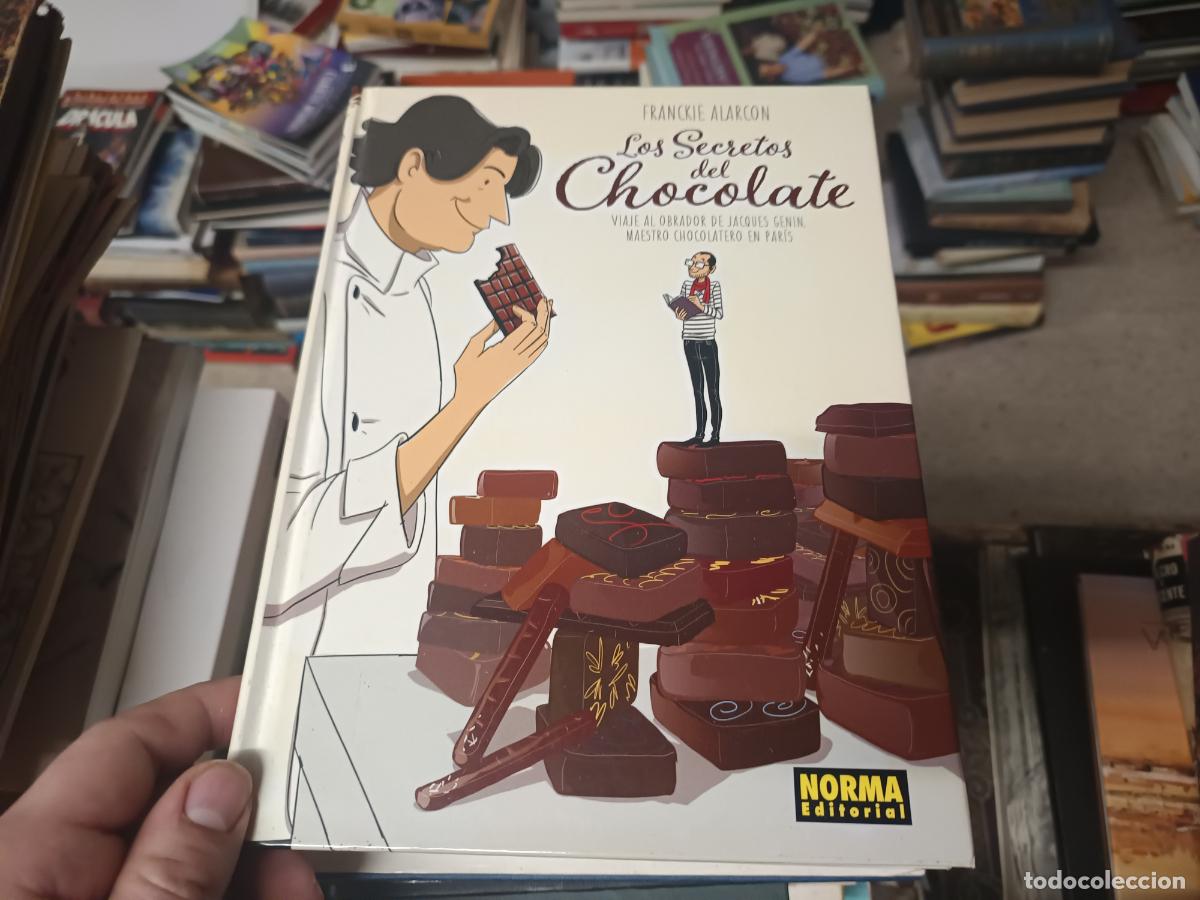 FRANCKIE ALARCON
Los Secretos
del
Chocolate
VIAJE AL OBRADOR DE JACQUES GENIN,
MAESTRO CHOCOLATERO EN PARÍS
NORMA
Editorial
DRACULA
todocoleccion